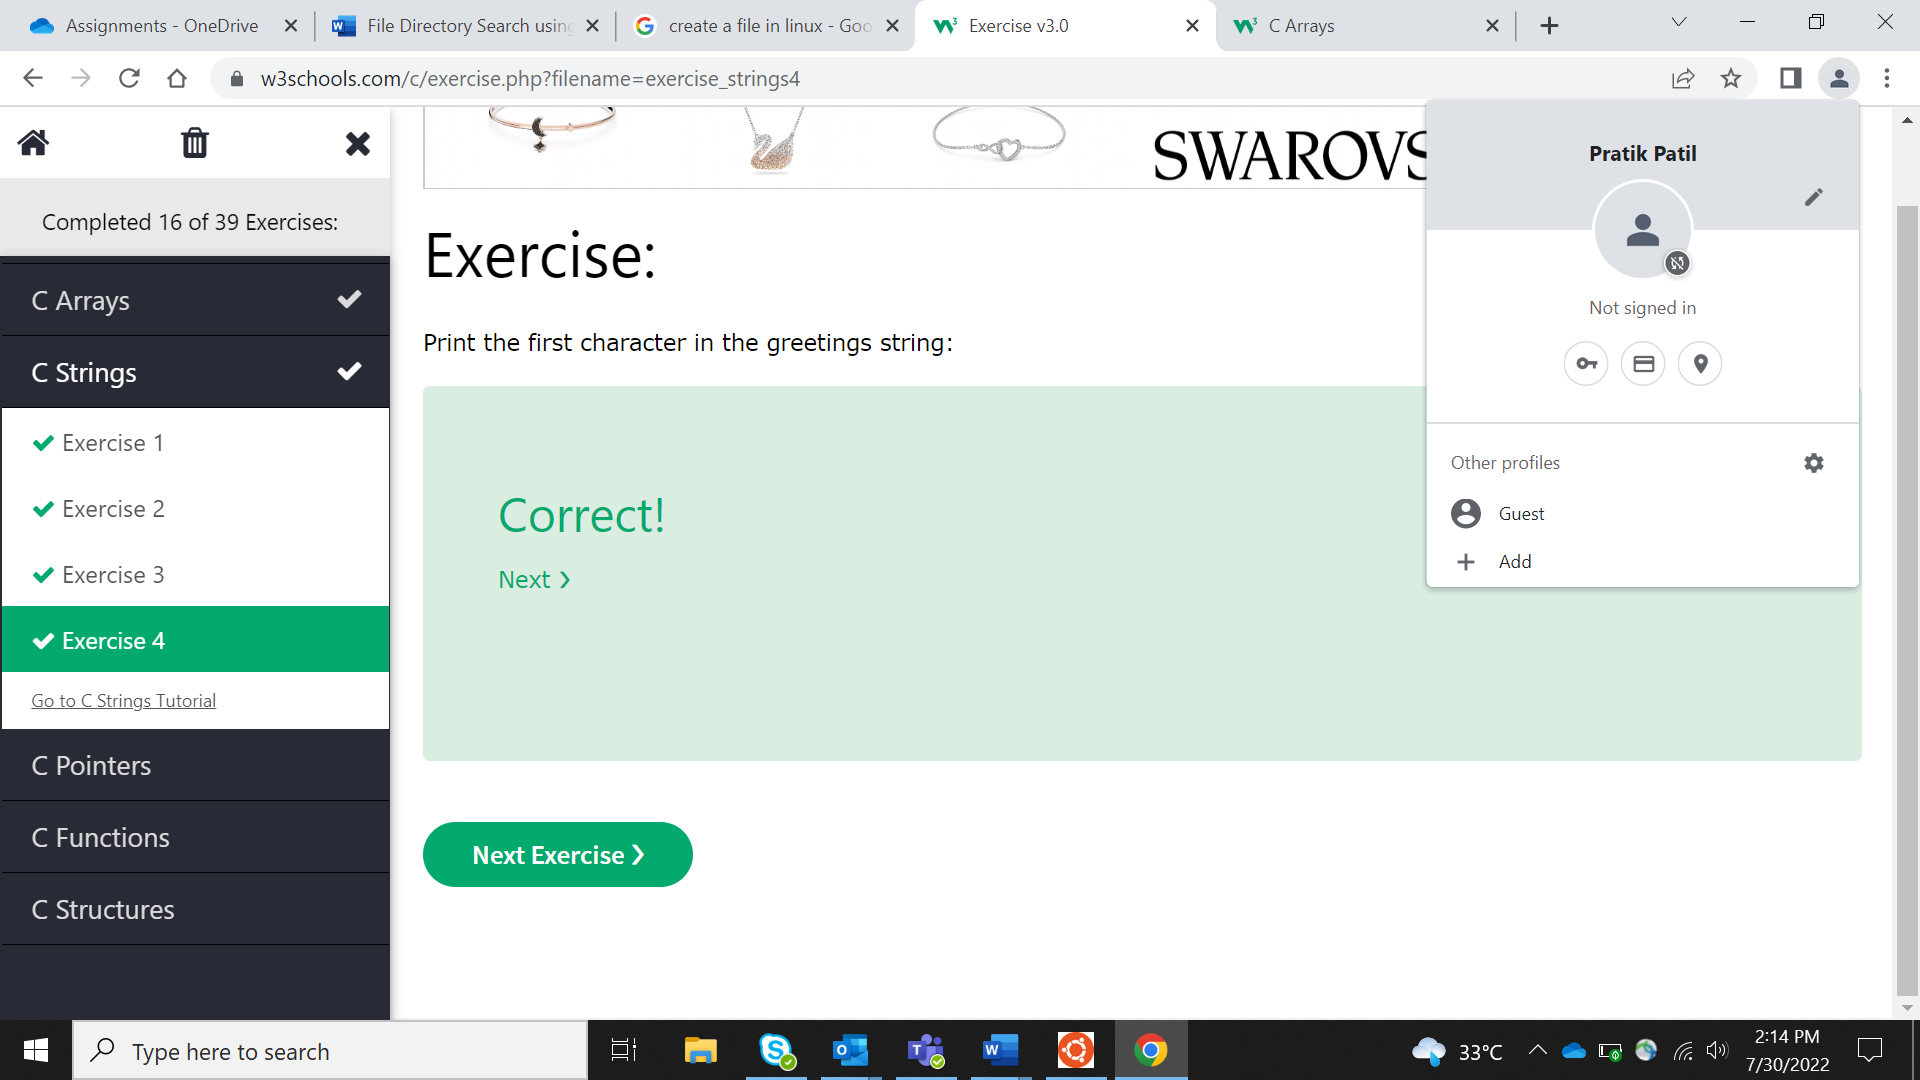 Assignments - OneDrive
File Directory Search using
create a file in linux - Goo
Exercise v3.0
C Arrays
w3schools.com/c/exercise.php?filename=exercise_strings4
Completed 16 of 39 Exercises:
C Arrays
C Strings
Exercise 1
Exercise 2
Exercise 3
Exercise 4
Go to C Strings Tutorial
C Pointers
C Functions
C Structures
SWAROVS
Exercise:
Print the first character in the greetings string:
Correct!
Next ❯
Next Exercise ❯
Pratik Patil
Not signed in
Other profiles
Guest
Add
Type here to search
33°C
2:14 PM
7/30/2022